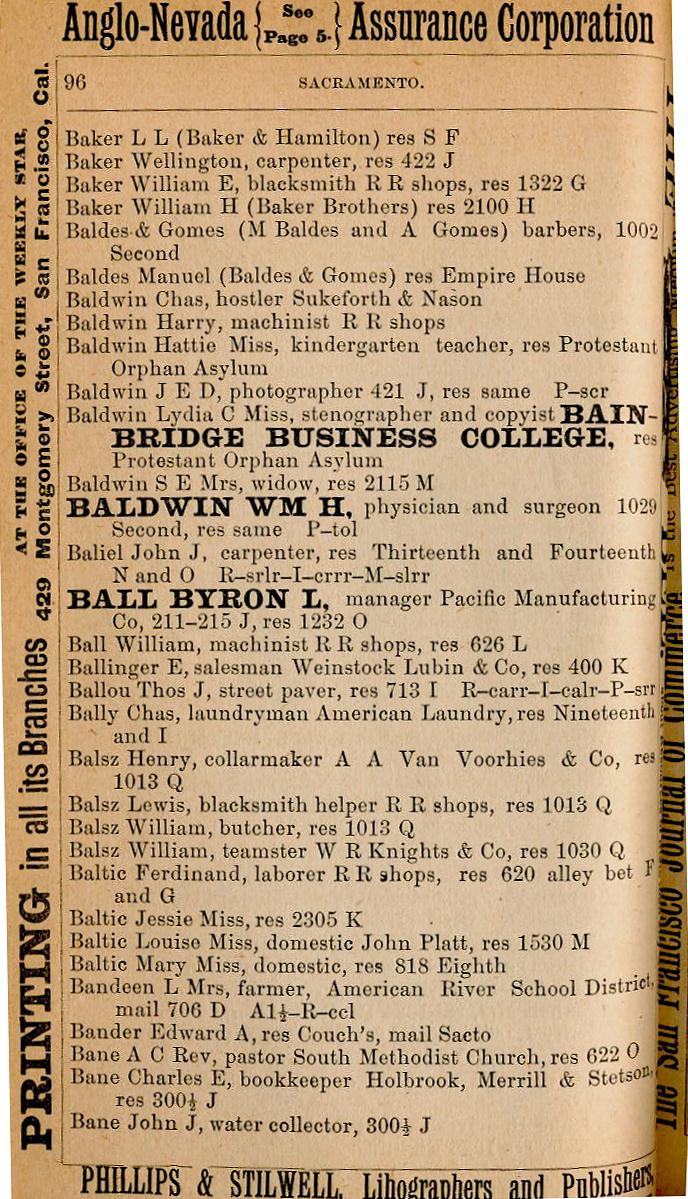 Anglo-Nevada { See Page 5. } Assurance Corporation
96 SACRAMENTO.
Baker L L (Baker & Hamilton) res S F
Baker Wellington, carpenter, res 422 J
Baker William E, blacksmith R R shops, res 1322 G
Baker William H (Baker Brothers) res 2100 H
Baldes & Gomes (M Baldes and A Gomes) barbers, 1002
Second
Baldes Manuel (Baldes & Gomes) res Empire House
Baldwin Chas, hostler Sukeforth & Nason
Baldwin Harry, machinist R R shops
Baldwin Hattie Miss, kindergarten teacher, res Protestant
Orphan Asylum
Baldwin J E D, photographer 421 J, res same P–scr
Baldwin Lydia C Miss, stenographer and copyist BAIN-
BRIDGE BUSINESS COLLEGE, res
Protestant Orphan Asylum
Baldwin S E Mrs, widow, res 2115 M
BALDWIN WM H, physician and surgeon 1029
Second, res same P–tol
Baliel John J, carpenter, res Thirteenth and Fourteenth
N and O R–srlr–I–crrr–M–slrr
BALL BYRON L, manager Pacific Manufacturing
Co, 211–215 J, res 1232 O
Ball William, machinist R R shops, res 626 L
Ballinger E, salesman Weinstock Lubin & Co, res 400 K
Ballou Thos J, street paver, res 713 I R–carr–I–calr–P–srr
Bally Chas, laundryman American Laundry, res Nineteenth
and I
Balsz Henry, collarmaker A A Van Voorhies & Co, res
1013 Q
Balsz Lewis, blacksmith helper R R shops, res 1013 Q
Balsz William, butcher, res 1013 Q
Balsz William, teamster W R Knights & Co, res 1030 Q
Baltic Ferdinand, laborer R R shops, res 620 alley bet F
and G
Baltic Jessie Miss, res 2305 K
Baltic Louise Miss, domestic John Platt, res 1530 M
Baltic Mary Miss, domestic, res 818 Eighth
Bandeen L Mrs, farmer, American River School District,
mail 706 D A1½–R–ccl
Bander Edward A, res Couch's, mail Sacto
Bane A C Rev, pastor South Methodist Church, res 622 O
Bane Charles E, bookkeeper Holbrook, Merrill & Stetson,
res 300½ J
Bane John J, water collector, 300½ J
PHILLIPS & STILWELL, Lihographers and Publishers,
PRINTING in all its Branches
AT THE OFFICE OF THE WEEKLY STAR,
429 Montgomery Street, San Francisco, Cal.
The San Francisco Journal of Commerce is the Best Advertising Medium